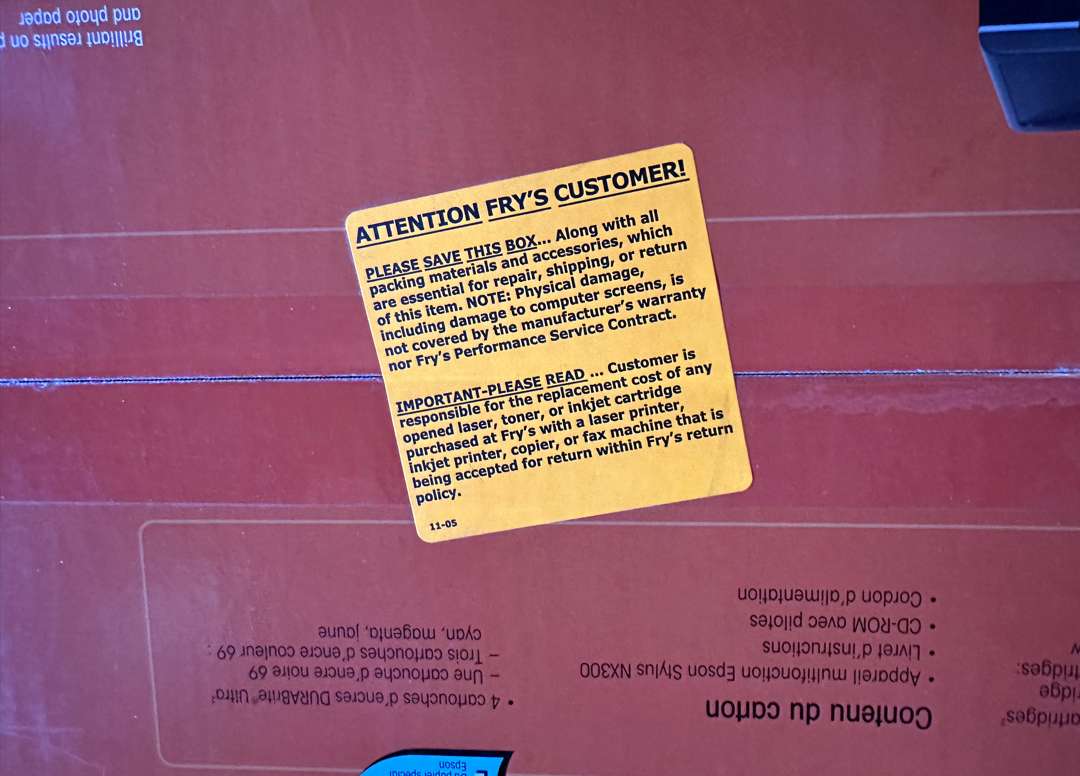 Brilliant results on
and photo paper
ATTENTION FRY'S CUSTOMER!
PLEASE SAVE THIS BOX... Along with all
packing materials and accessories, which
are essential for repair, shipping, or return
of this item. NOTE: Physical damage,
including damage to computer screens, is
not covered by the manufacturer's warranty
nor Fry's Performance Service Contract.
IMPORTANT-PLEASE READ ... Customer is
responsible for the replacement cost of any
opened laser, toner, or inkjet cartridge
purchased at Fry's with a laser printer,
inkjet printer, copier, or fax machine that is
being accepted for return within Fry's return
policy.
11-05
Contenu du carton
• Appareil multifonction Epson Stylus NX300
• Livret d'instructions
• CD-ROM avec pilotes
• Cordon d'alimentation
• 4 cartouches d'encres DURABrite® Ultra²
– Une cartouche d'encre noire 69
– Trois cartouches d'encre couleur 69 :
cyan, magenta, jaune
Du papier spécial
Epson